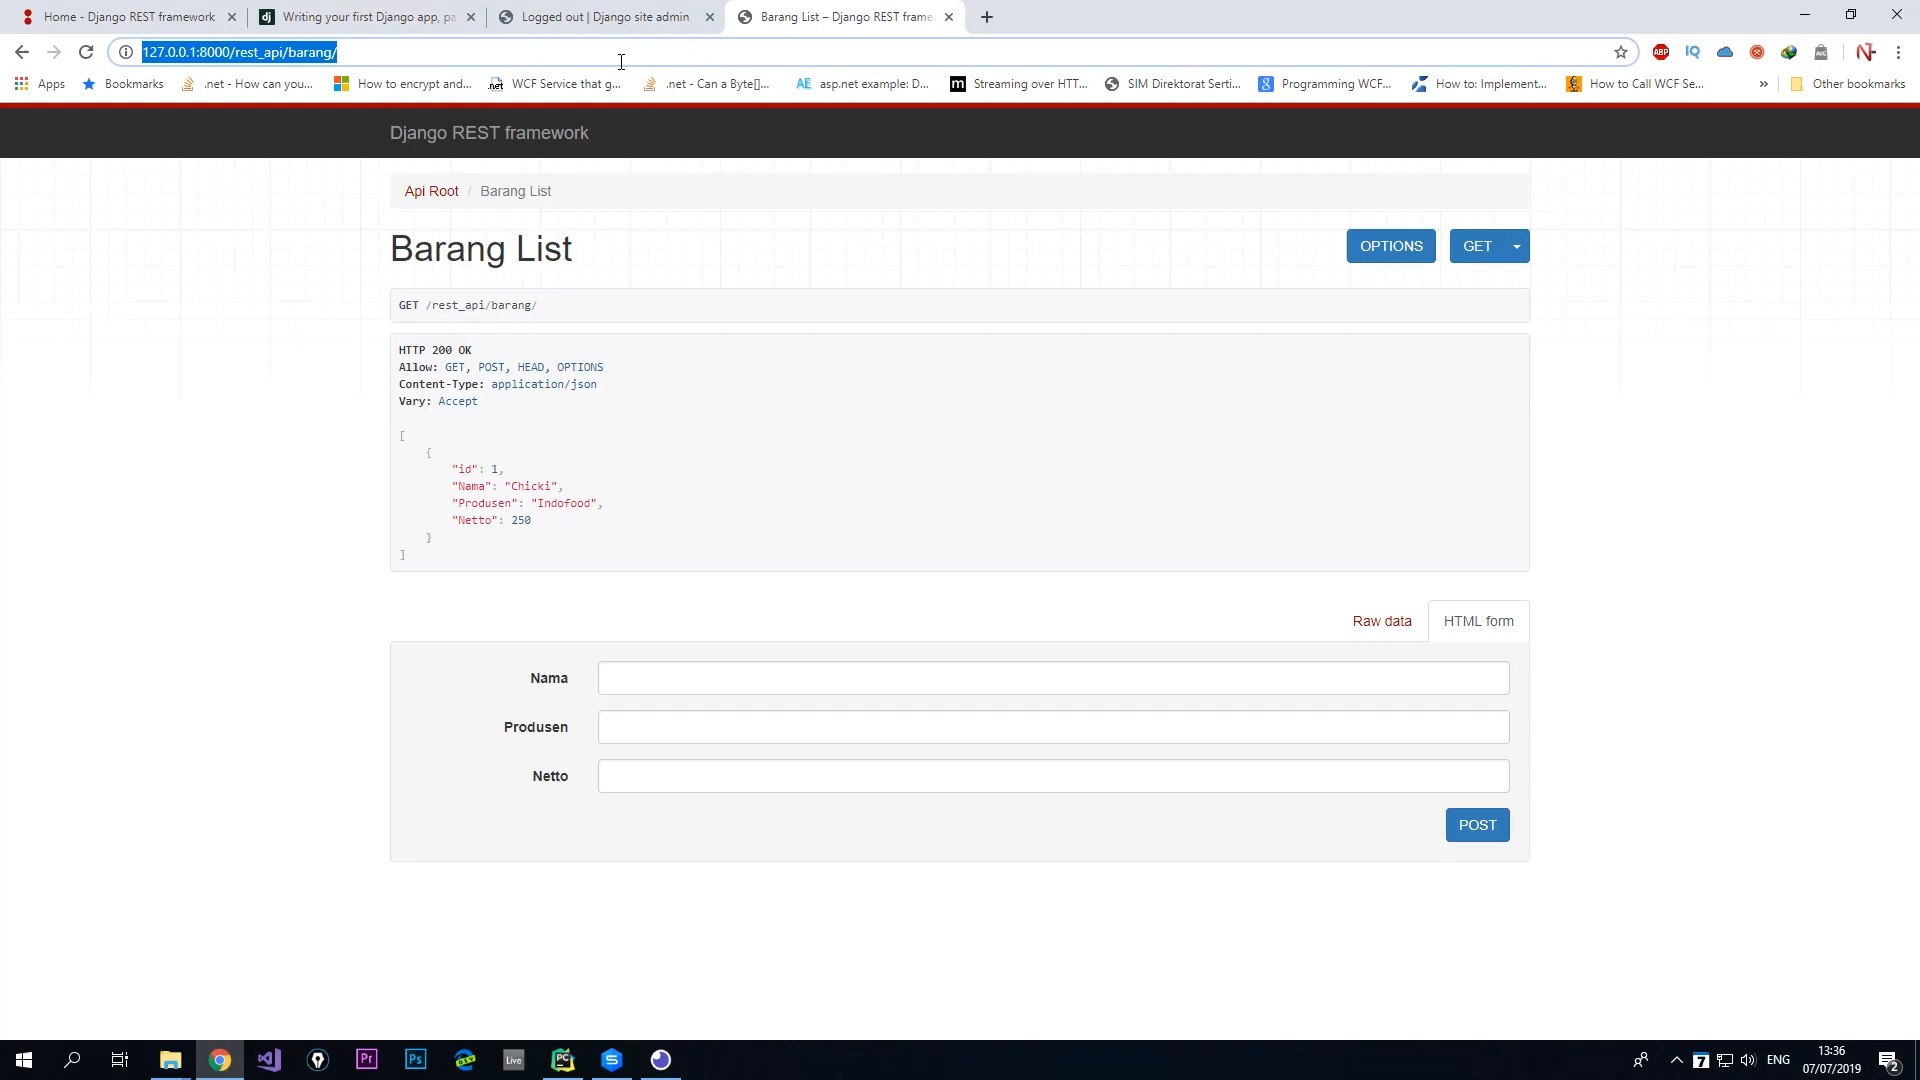 Home - Django REST framework
Writing your first Django app, pa
Logged out | Django site admin
Barang List – Django REST frame
127.0.0.1:8000/rest_api/barang/
Apps
Bookmarks
.net - How can you...
How to encrypt and...
WCF Service that g...
.net - Can a Byte[]...
asp.net example: D...
Streaming over HTT...
SIM Direktorat Serti...
Programming WCF...
How to: Implement...
How to Call WCF Se...
Other bookmarks
Django REST framework
Api Root / Barang List
Barang List
OPTIONS
GET
GET /rest_api/barang/
HTTP 200 OK
Allow: GET, POST, HEAD, OPTIONS
Content-Type: application/json
Vary: Accept
[
{
"id": 1,
"Nama": "Chicki",
"Produsen": "Indofood",
"Netto": 250
}
]
Raw data
HTML form
Nama
Produsen
Netto
POST
ENG
13:36
07/07/2019
2